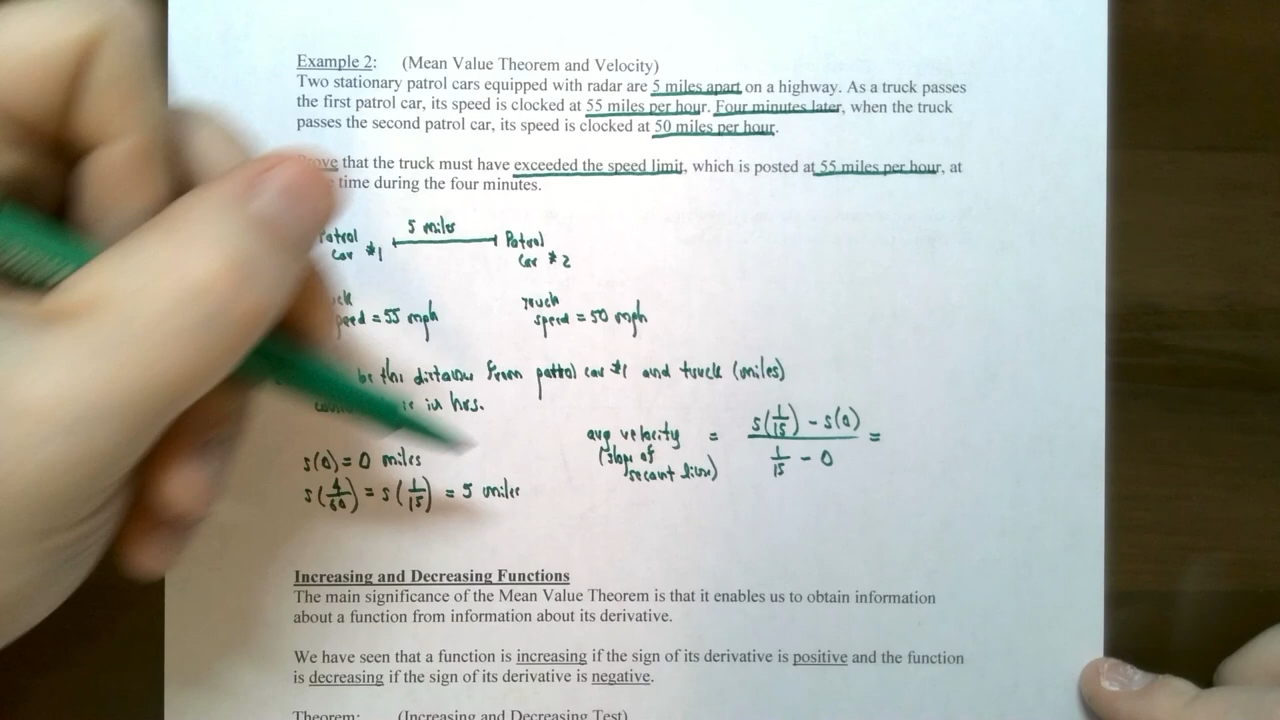 Example 2: (Mean Value Theorem and Velocity)
Two stationary patrol cars equipped with radar are 5 miles apart on a highway. As a truck passes
the first patrol car, its speed is clocked at 55 miles per hour. Four minutes later, when the truck
passes the second patrol car, its speed is clocked at 50 miles per hour.
that the truck must have exceeded the speed limit, which is posted at 55 miles per hour, at
time during the four minutes.
5 miles
Patrol
car #1
Patrol
car #2
Truck
speed = 50 mph
= 55 mph
be the distance from patrol car #1 and truck (miles)
in hrs.
s(0) = 0 miles
s(4/60) = s(1/15) = 5 miles
avg velocity = s(1/15) - s(0) / 1/15 - 0 =
(slope of
secant line)
Increasing and Decreasing Functions
The main significance of the Mean Value Theorem is that it enables us to obtain information
about a function from information about its derivative.
We have seen that a function is increasing if the sign of its derivative is positive and the function
is decreasing if the sign of its derivative is negative.
Theorem: (Increasing and Decreasing Test)